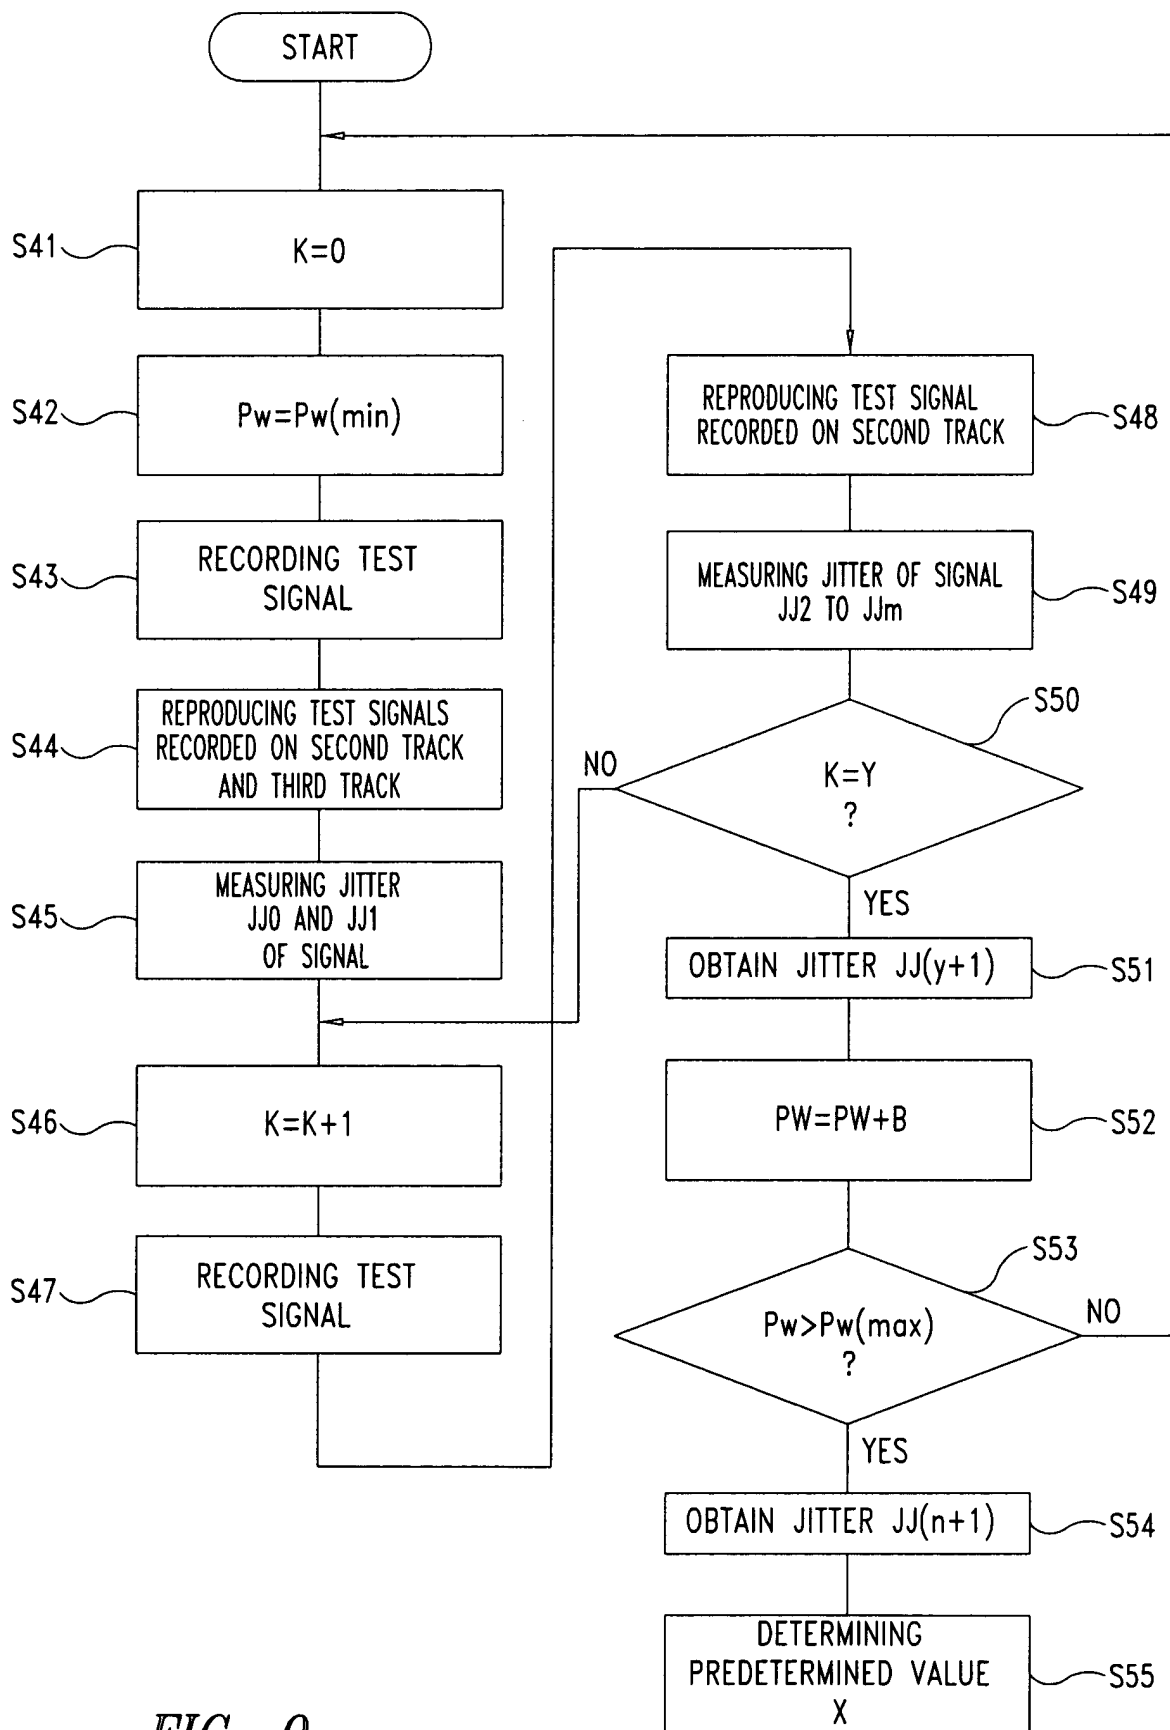 START
S41
K=0
S42
Pw=Pw(min)
S43
RECORDING TEST
SIGNAL
S44
REPRODUCING TEST SIGNALS
RECORDED ON SECOND TRACK
AND THIRD TRACK
S45
MEASURING JITTER
JJ0 AND JJ1
OF SIGNAL
S46
K=K+1
S47
RECORDING TEST
SIGNAL
REPRODUCING TEST SIGNAL
RECORDED ON SECOND TRACK
S48
MEASURING JITTER OF SIGNAL
JJ2 TO JJm
S49
S50
NO
K=Y
?
YES
OBTAIN JITTER JJ(y+1)
S51
PW=PW+B
S52
S53
Pw>Pw(max)
?
NO
YES
OBTAIN JITTER JJ(n+1)
S54
DETERMINING
PREDETERMINED VALUE
X
S55
FIG.